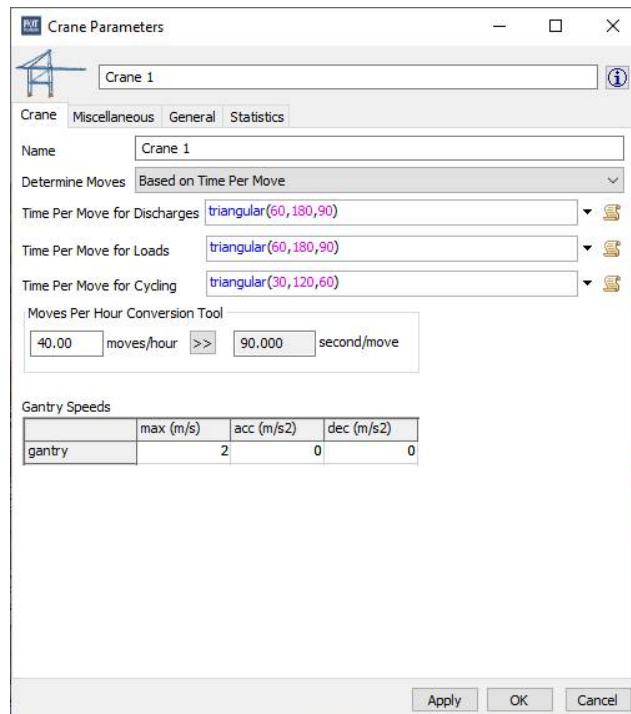 Crane Parameters
Crane 1
Crane Miscellaneous General Statistics
Name Crane 1
Determine Moves Based on Time Per Move
Time Per Move for Discharges triangular(60,180,90)
Time Per Move for Loads triangular(60,180,90)
Time Per Move for Cycling triangular(30,120,60)
Moves Per Hour Conversion Tool
40.00 moves/hour >> 90.000 second/move
Gantry Speeds
max (m/s) acc (m/s2) dec (m/s2)
gantry 2 0 0
Apply OK Cancel